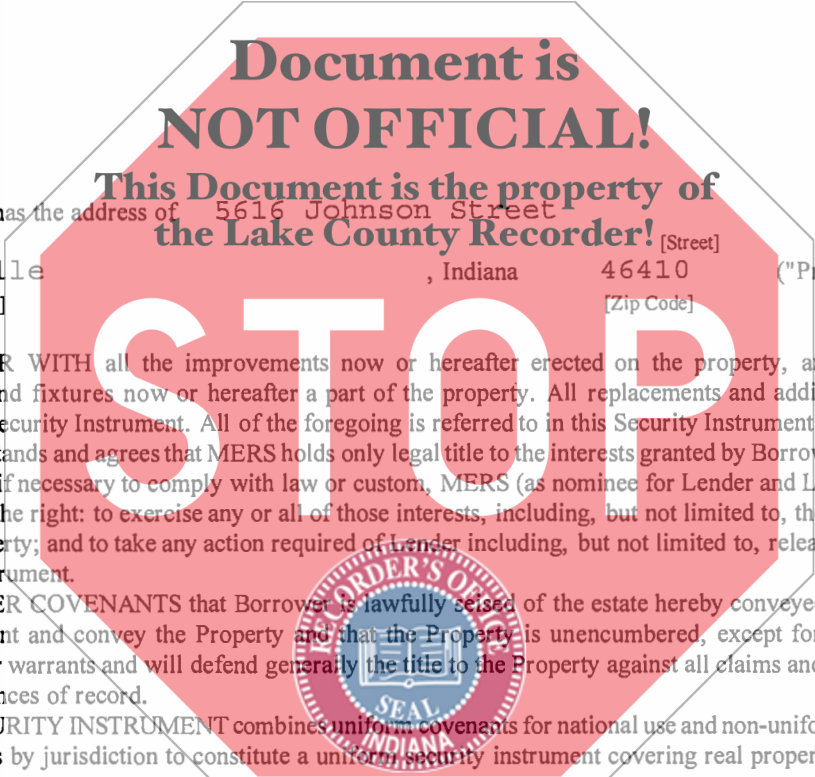 Document is
NOT OFFICIAL!
This Document is the property of
the Lake County Recorder!
as the address of 5616 Johnson Street
[Street]
lle , Indiana 46410 ("Pr
] [Zip Code]
STOP
R WITH all the improvements now or hereafter erected on the property, a
nd fixtures now or hereafter a part of the property. All replacements and addi
ecurity Instrument. All of the foregoing is referred to in this Security Instrument
ands and agrees that MERS holds only legal title to the interests granted by Borrow
if necessary to comply with law or custom, MERS (as nominee for Lender and L
he right: to exercise any or all of those interests, including, but not limited to, th
rty; and to take any action required of Lender including, but not limited to, relea
rument.
ER COVENANTS that Borrower is lawfully seised of the estate hereby conveye
nt and convey the Property and that the Property is unencumbered, except for
warrants and will defend generally the title to the Property against all claims and
nces of record.
URITY INSTRUMENT combines uniform covenants for national use and non-unifo
s by jurisdiction to constitute a uniform security instrument covering real proper
RECORDER'S OFFICE
SEAL
INDIANA